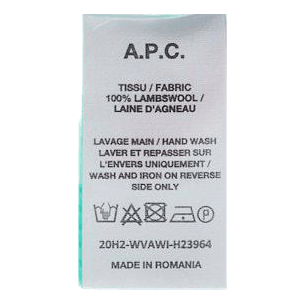 A.P.C.
TISSU / FABRIC
100% LAMBSWOOL /
LAINE D'AGNEAU
LAVAGE MAIN / HAND WASH
LAVER ET REPASSER SUR
L'ENVERS UNIQUEMENT /
WASH AND IRON ON REVERSE
SIDE ONLY
P
20H2-WVAWI-H23964
MADE IN ROMANIA